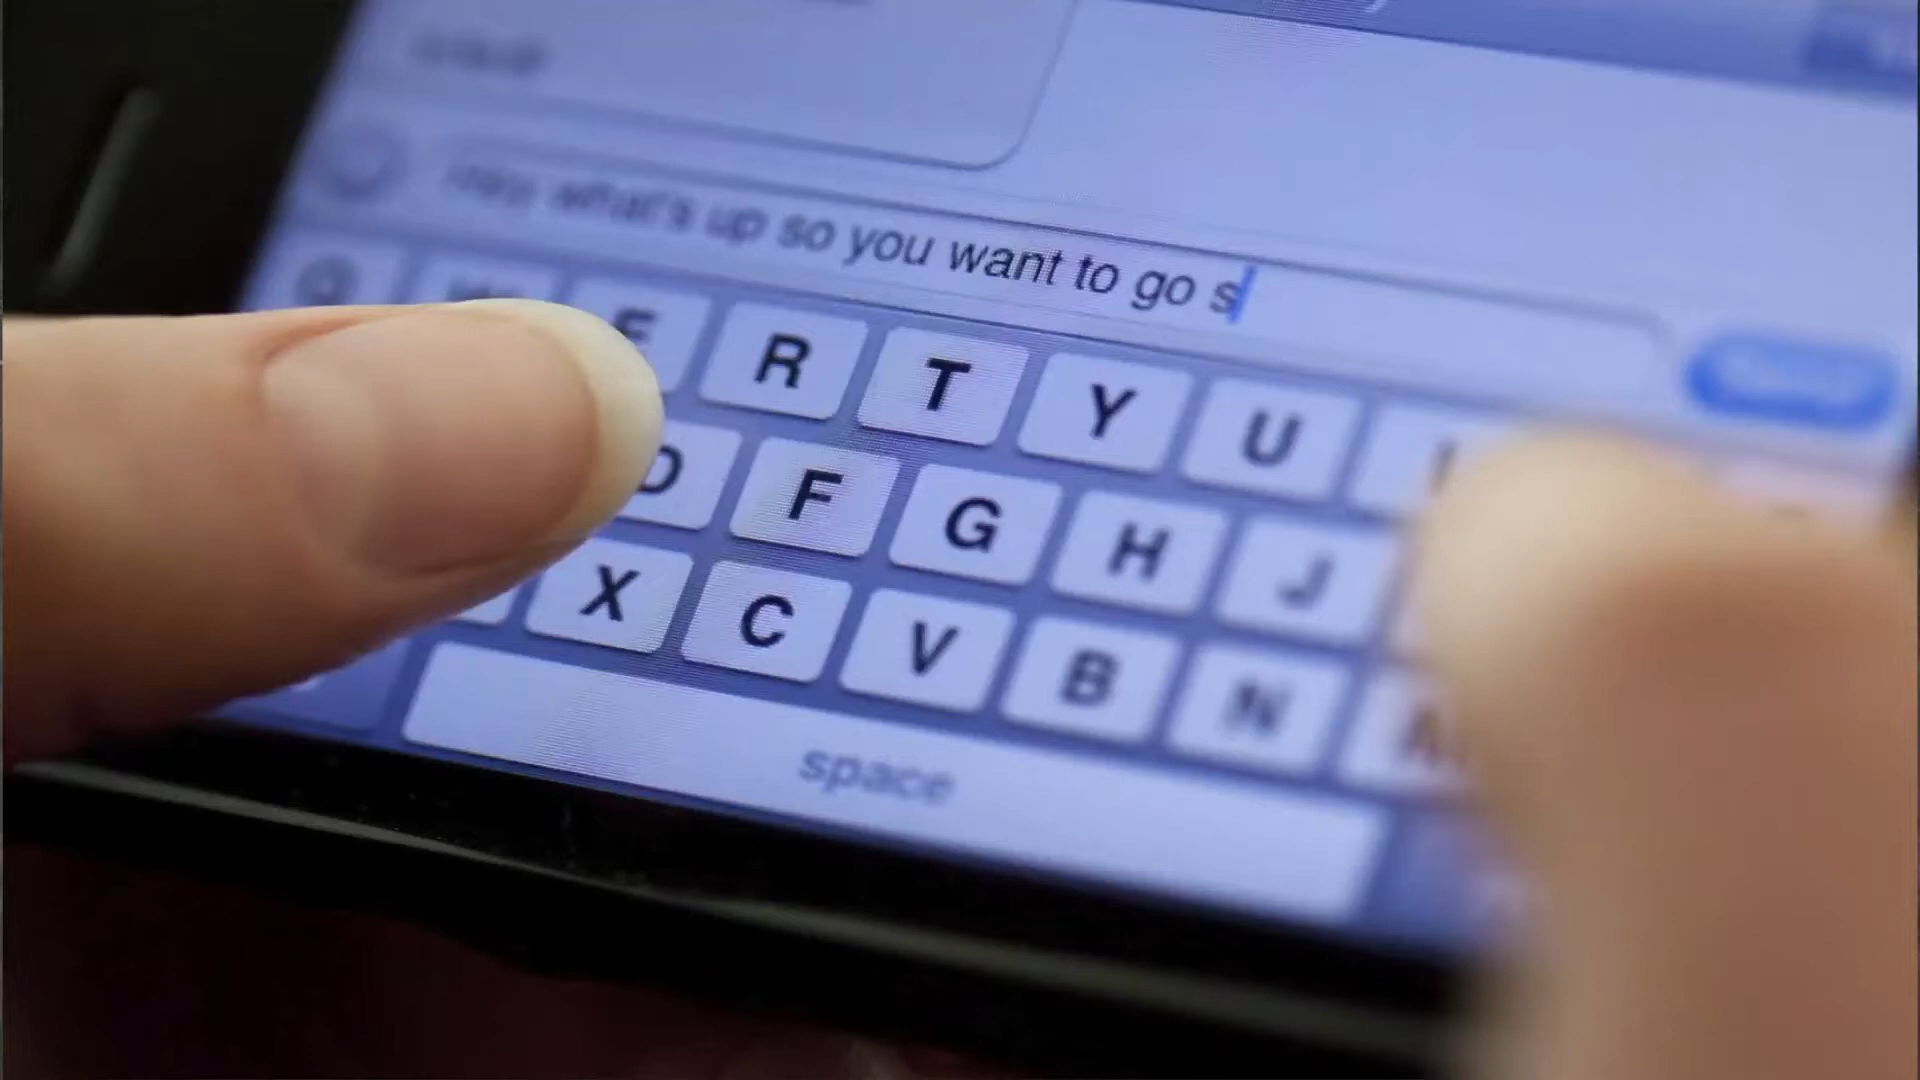 Hey what's up so you want to go s
Q W E R T Y U I
D F G H J
X C V B N M
space